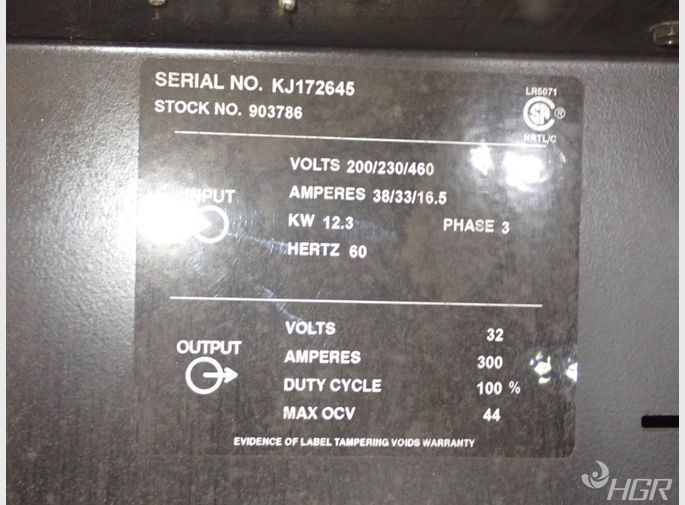 SERIAL NO. KJ172645
STOCK NO. 903786
LR5071
SA ®
NRTL/C
VOLTS 200/230/460
INPUT
AMPERES 38/33/16.5
KW 12.3 PHASE 3
HERTZ 60
OUTPUT
VOLTS 32
AMPERES 300
DUTY CYCLE 100 %
MAX OCV 44
EVIDENCE OF LABEL TAMPERING VOIDS WARRANTY
HGR